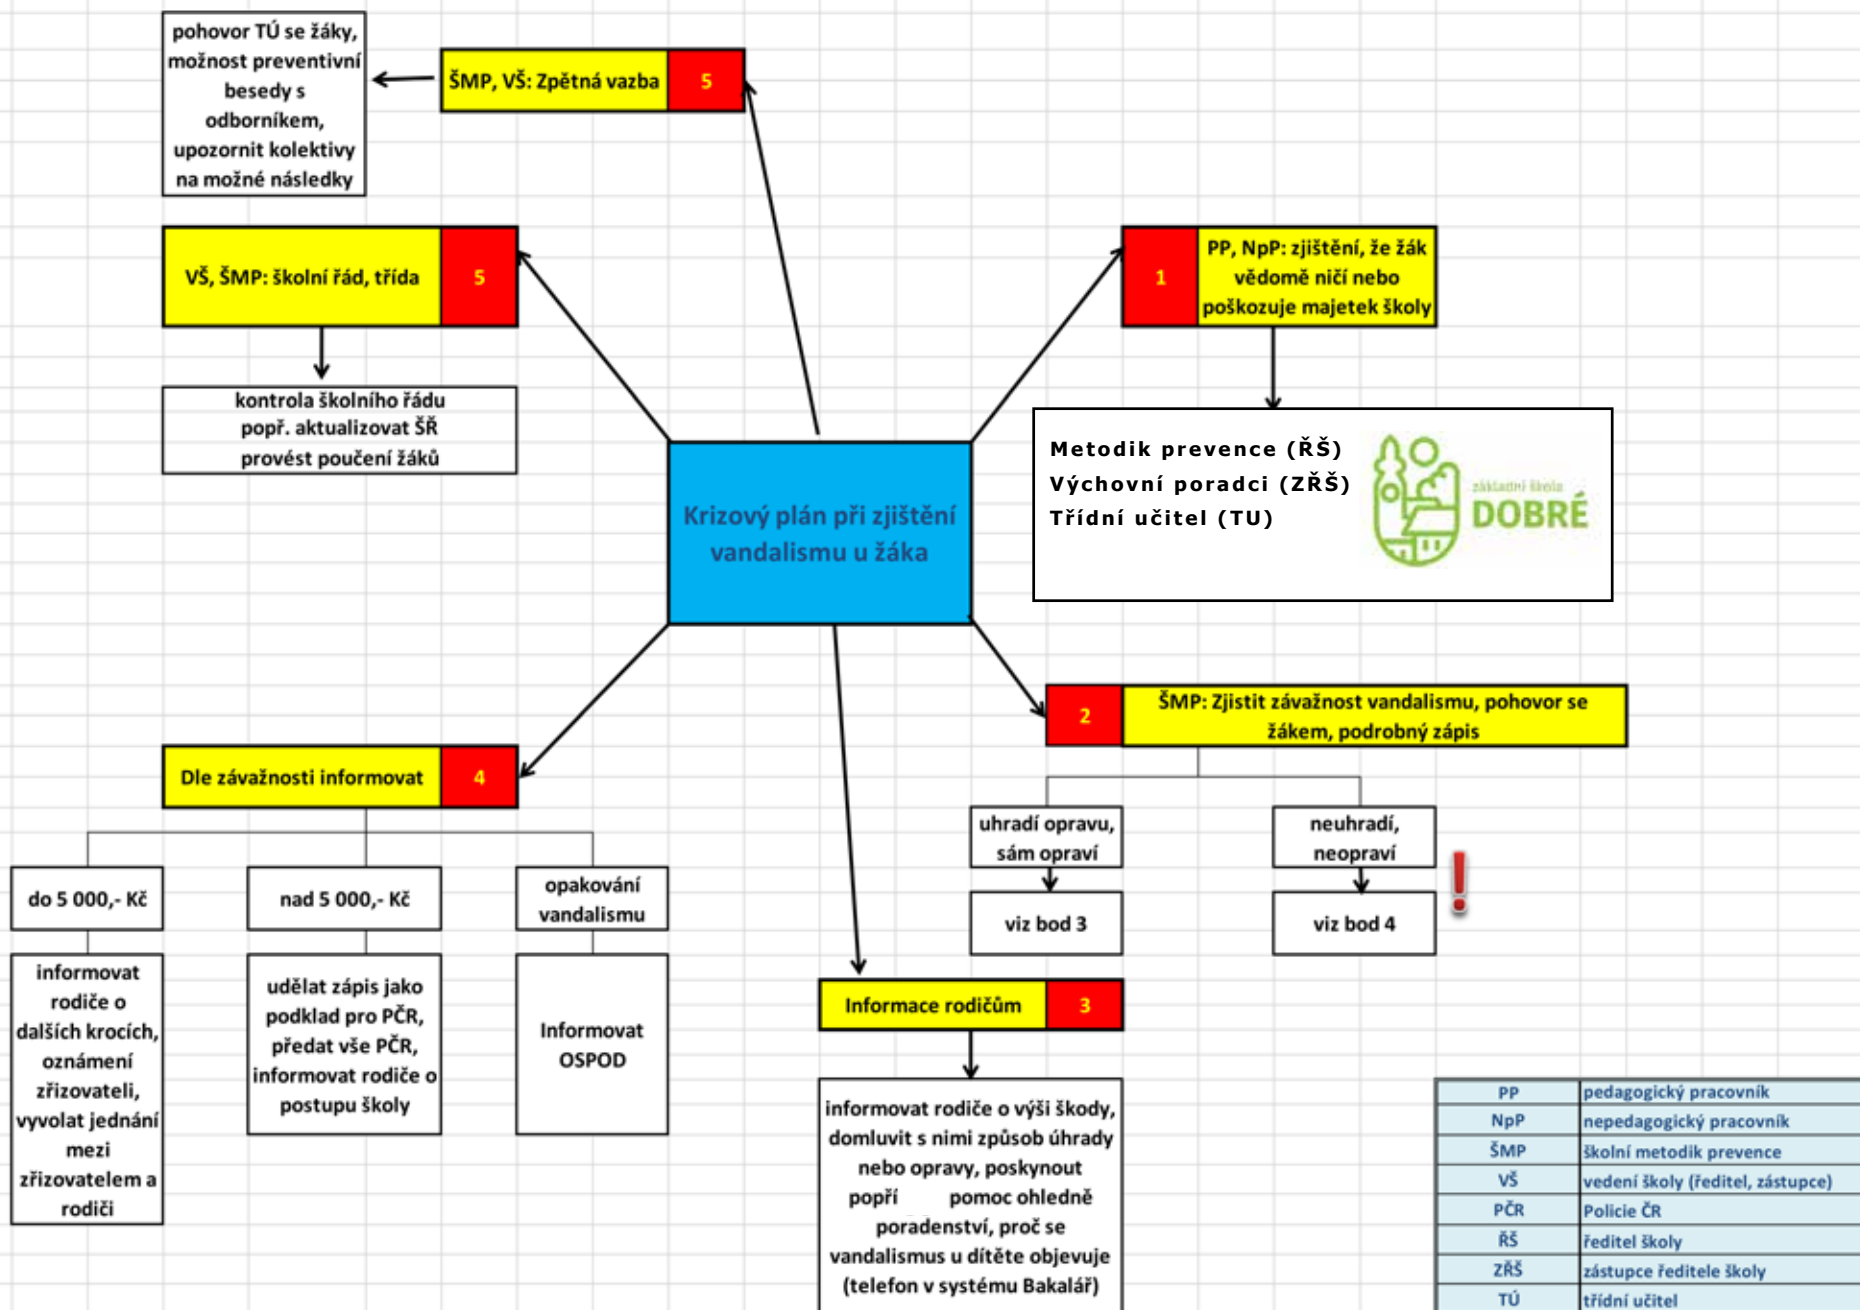 pohovor TÚ se žáky,
možnost preventivní
besedy s
odborníkem,
upozornit kolektivy
na možné následky
ŠMP, VŠ: Zpětná vazba
5
VŠ, ŠMP: školní řád, třída
5
kontrola školního řádu
popř. aktualizovat ŠŘ
provést poučení žáků
1
PP, NpP: zjištění, že žák
vědomě ničí nebo
poškozuje majetek školy
Metodik prevence (ŘŠ)
Výchovní poradci (ZŘŠ)
Třídní učitel (TU)
základní škola
DOBRÉ
Krizový plán při zjištění
vandalismu u žáka
2
ŠMP: Zjistit závažnost vandalismu, pohovor se
žákem, podrobný zápis
uhradí opravu,
sám opraví
viz bod 3
neuhradí,
neopraví
viz bod 4
Dle závažnosti informovat
4
do 5 000,- Kč
informovat
rodiče o
dalších krocích,
oznámení
zřizovateli,
vyvolat jednání
mezi
zřizovatelem a
rodiči
nad 5 000,- Kč
udělat zápis jako
podklad pro PČR,
předat vše PČR,
informovat rodiče o
postupu školy
opakování
vandalismu
Informovat
OSPOD
Informace rodičům
3
informovat rodiče o výši škody,
domluvit s nimi způsob úhrady
nebo opravy, poskynout
popří pomoc ohledně
poradenství, proč se
vandalismus u dítěte objevuje
(telefon v systému Bakalář)
PP pedagogický pracovník
NpP nepedagogický pracovník
ŠMP školní metodik prevence
VŠ vedení školy (ředitel, zástupce)
PČR Policie ČR
ŘŠ ředitel školy
ZŘŠ zástupce ředitele školy
TÚ třídní učitel